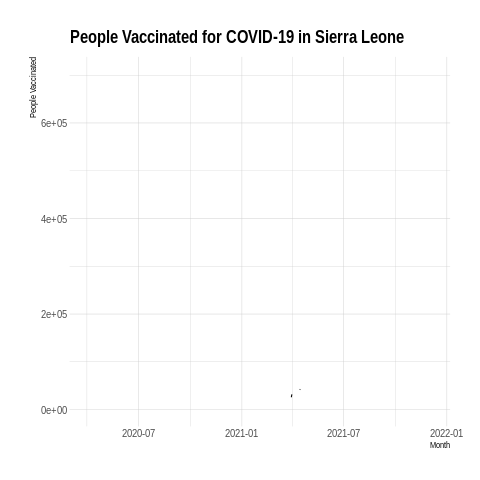 People Vaccinated for COVID-19 in Sierra Leone
People Vaccinated
6e+05
4e+05
2e+05
0e+00
2020-07 2021-01 2021-07 2022-01
Month